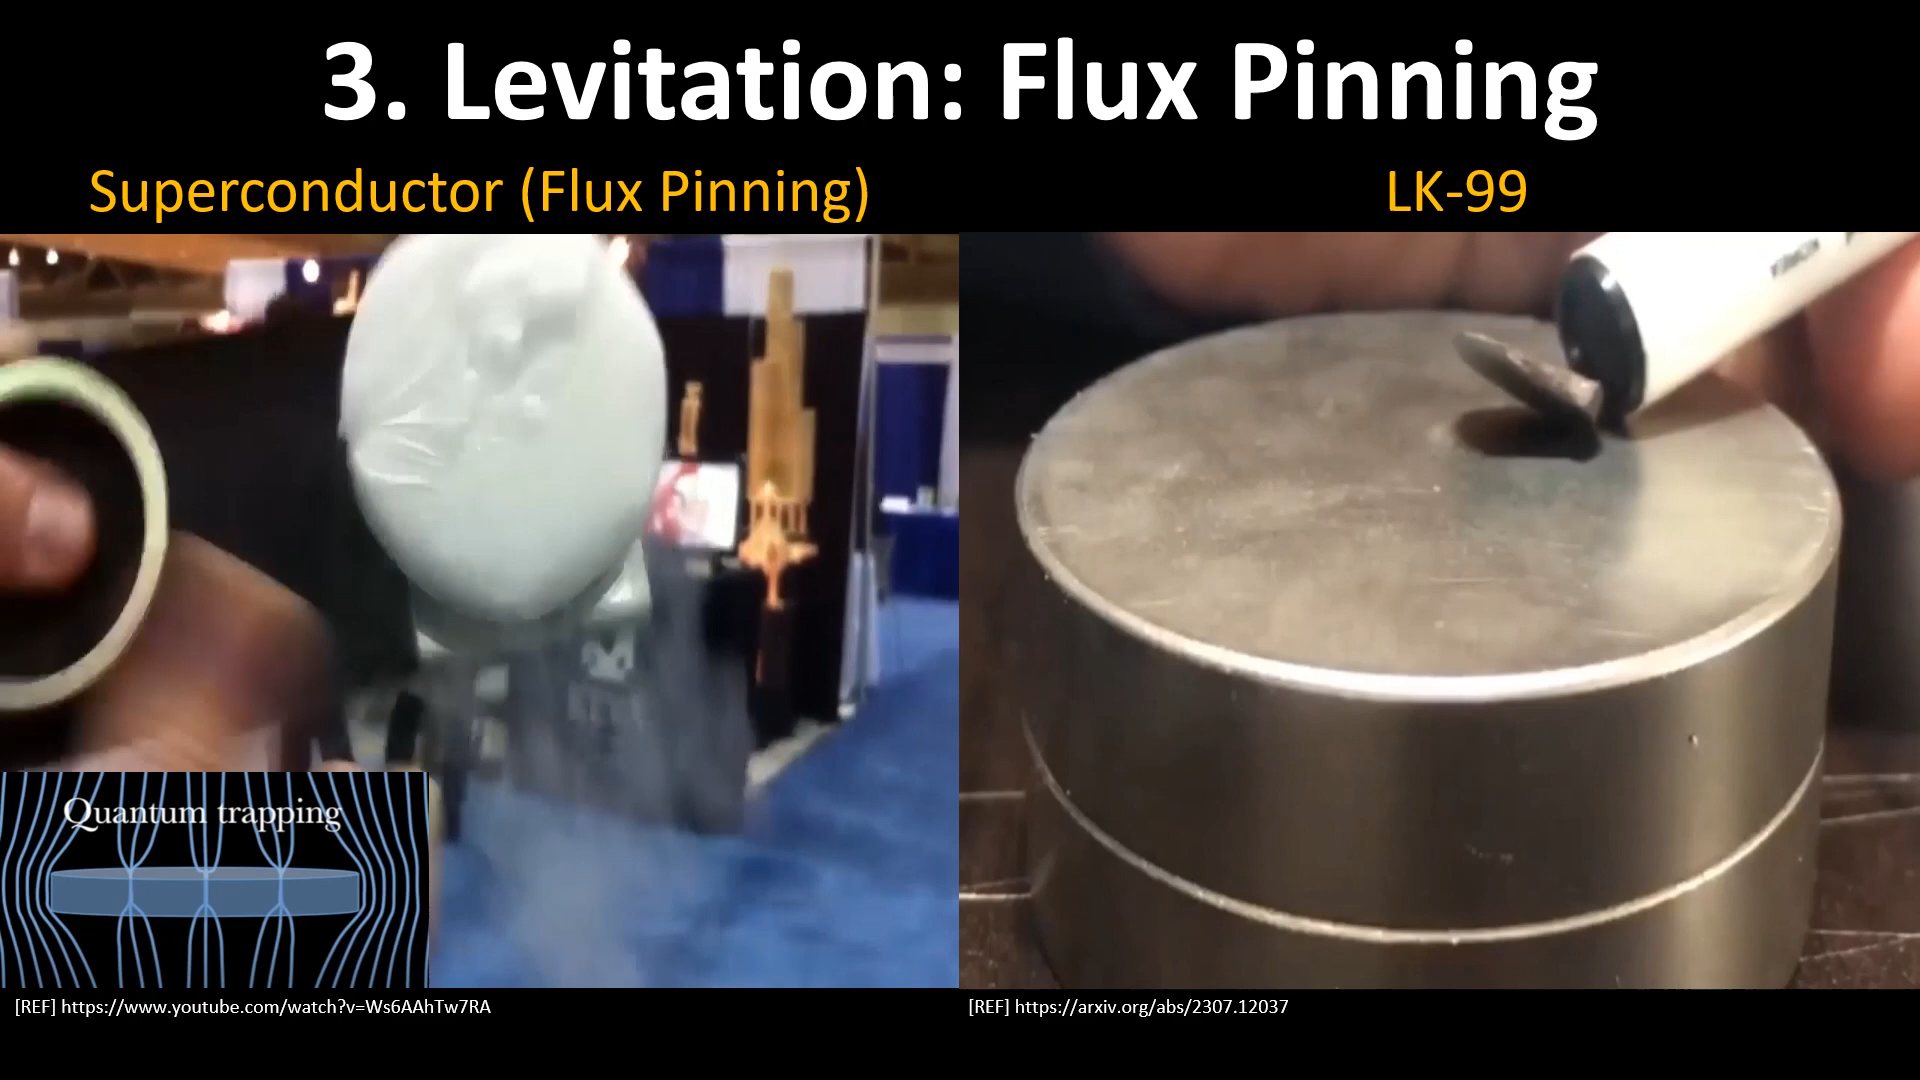 3. Levitation: Flux Pinning
Superconductor (Flux Pinning)
LK-99
Quantum trapping
[REF] https://www.youtube.com/watch?v=Ws6AAhTw7RA
[REF] https://arxiv.org/abs/2307.12037